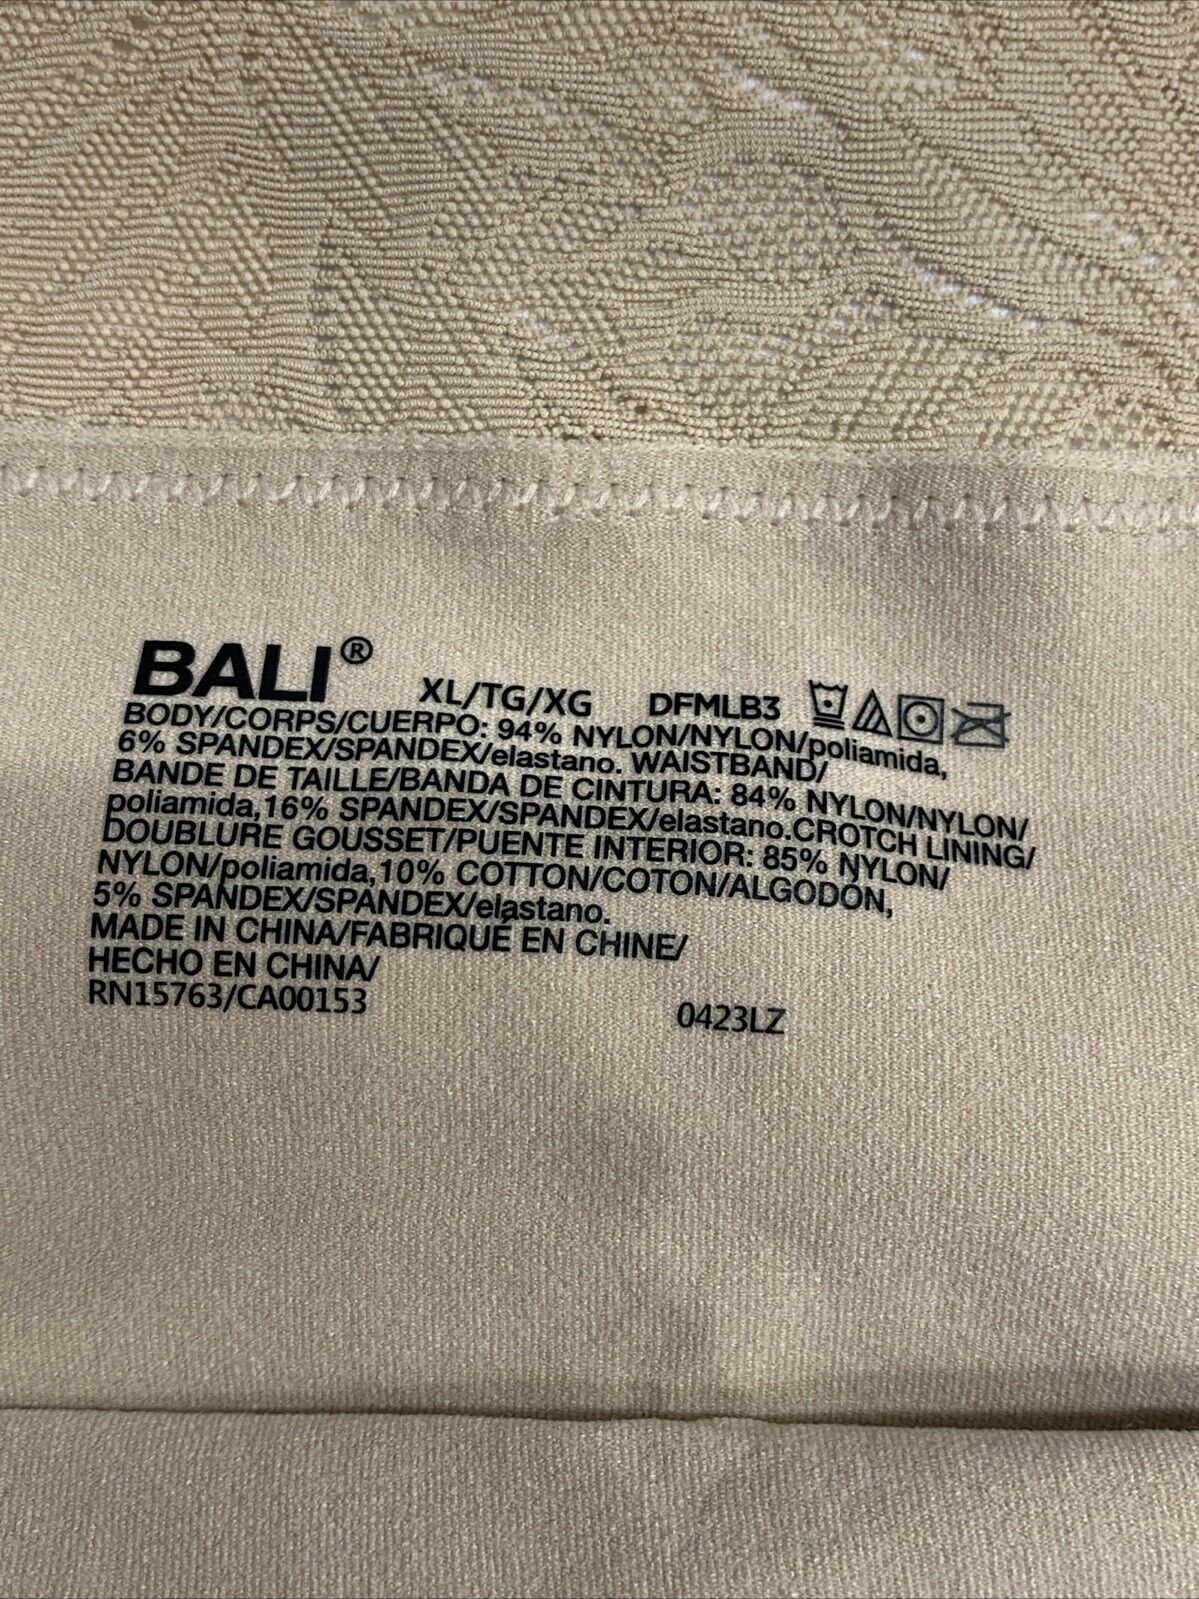 BALI®
XL/TG/XG DFMLB3
BODY/CORPS/CUERPO: 94% NYLON/NYLON/poliamida,
6% SPANDEX/SPANDEX/elastano. WAISTBAND/
BANDE DE TAILLE/BANDA DE CINTURA: 84% NYLON/NYLON/
poliamida,16% SPANDEX/SPANDEX/elastano.CROTCH LINING/
DOUBLURE GOUSSET/PUENTE INTERIOR: 85% NYLON/
NYLON/poliamida,10% COTTON/COTON/ALGODÓN,
5% SPANDEX/SPANDEX/elastano.
MADE IN CHINA/FABRIQUÉ EN CHINE/
HECHO EN CHINA/
RN15763/CA00153 0423LZ